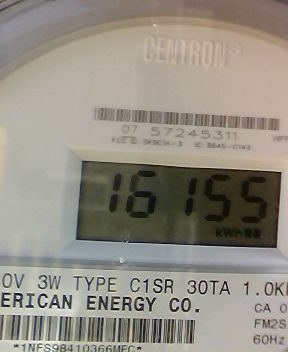 CENTRON®
07 57245311
16155
kWh
0V 3W TYPE C1SR 30TA 1.0K
ERICAN ENERGY CO.
CA 0
FM2S
60Hz
*1NFS98410366MFC*